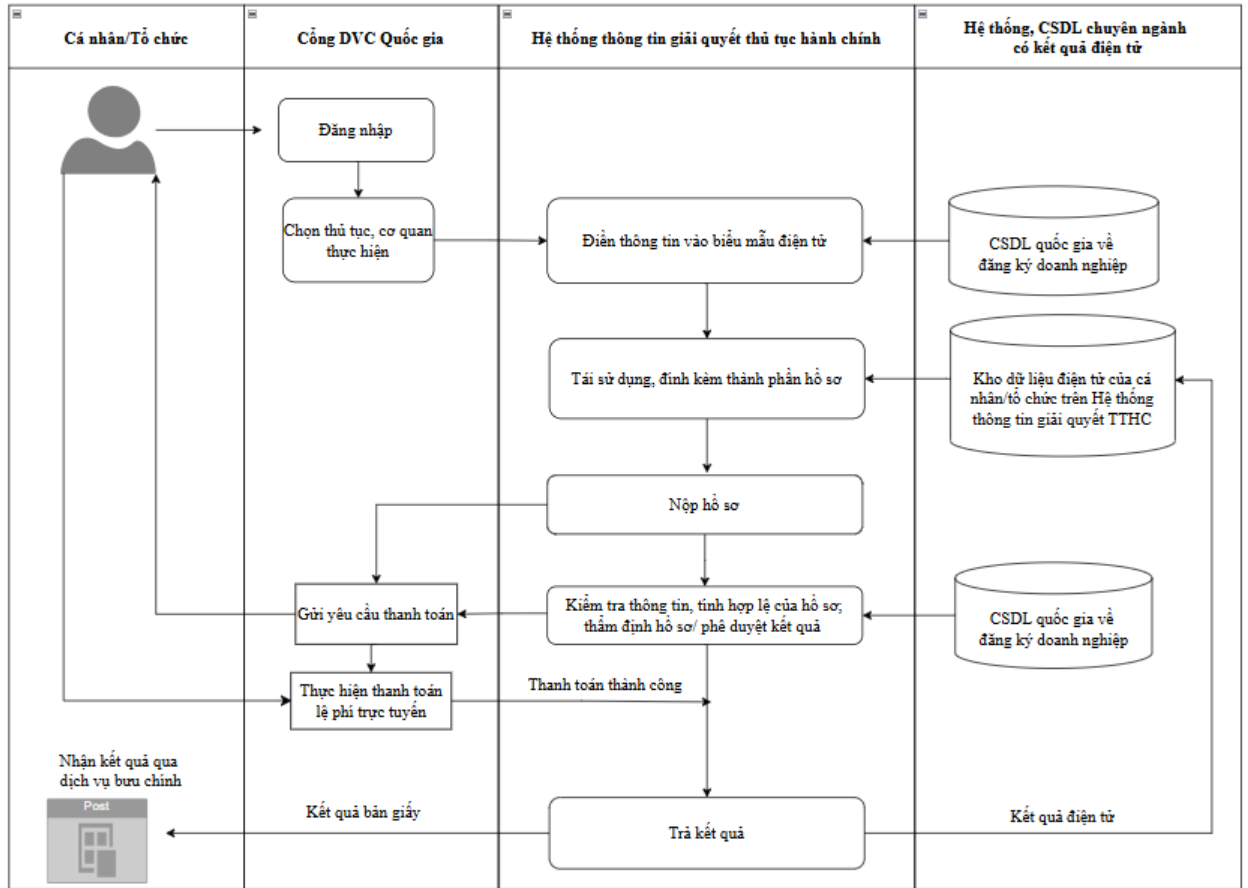 Cá nhân/Tổ chức
Cổng DVC Quốc gia
Hệ thống thông tin giải quyết thủ tục hành chính
Hệ thống, CSDL chuyên ngành
có kết quả điện tử
Đăng nhập
Chọn thủ tục, cơ quan
thực hiện
Điền thông tin vào biểu mẫu điện tử
CSDL quốc gia về
đăng ký doanh nghiệp
Tái sử dụng, đính kèm thành phần hồ sơ
Kho dữ liệu điện tử của cá
nhân/tổ chức trên Hệ thống
thông tin giải quyết TTHC
Nộp hồ sơ
Gửi yêu cầu thanh toán
Kiểm tra thông tin, tính hợp lệ của hồ sơ;
thẩm định hồ sơ/ phê duyệt kết quả
CSDL quốc gia về
đăng ký doanh nghiệp
Thực hiện thanh toán
lệ phí trực tuyến
Thanh toán thành công
Nhận kết quả qua
dịch vụ bưu chính
Post
Kết quả bản giấy
Trả kết quả
Kết quả điện tử